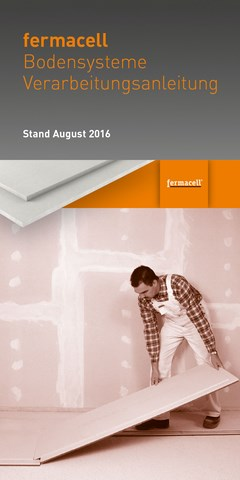 fermacell
Bodensysteme
Verarbeitungsanleitung
Stand August 2016
fermacell